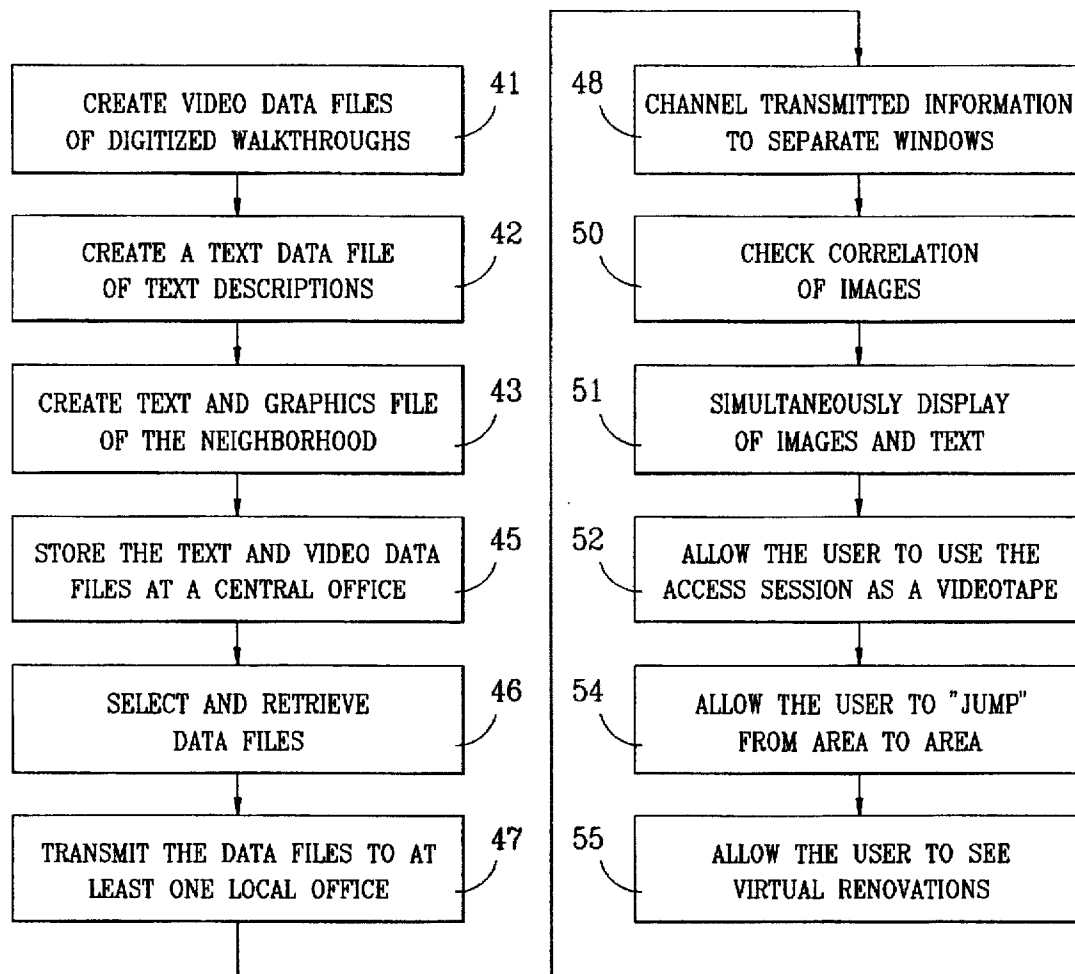 CREATE VIDEO DATA FILES
OF DIGITIZED WALKTHROUGHS
41
CREATE A TEXT DATA FILE
OF TEXT DESCRIPTIONS
42
CREATE TEXT AND GRAPHICS FILE
OF THE NEIGHBORHOOD
43
STORE THE TEXT AND VIDEO DATA
FILES AT A CENTRAL OFFICE
45
SELECT AND RETRIEVE
DATA FILES
46
TRANSMIT THE DATA FILES TO AT
LEAST ONE LOCAL OFFICE
47
48
CHANNEL TRANSMITTED INFORMATION
TO SEPARATE WINDOWS
50
CHECK CORRELATION
OF IMAGES
51
SIMULTANEOUSLY DISPLAY
OF IMAGES AND TEXT
52
ALLOW THE USER TO USE THE
ACCESS SESSION AS A VIDEOTAPE
54
ALLOW THE USER TO "JUMP"
FROM AREA TO AREA
55
ALLOW THE USER TO SEE
VIRTUAL RENOVATIONS